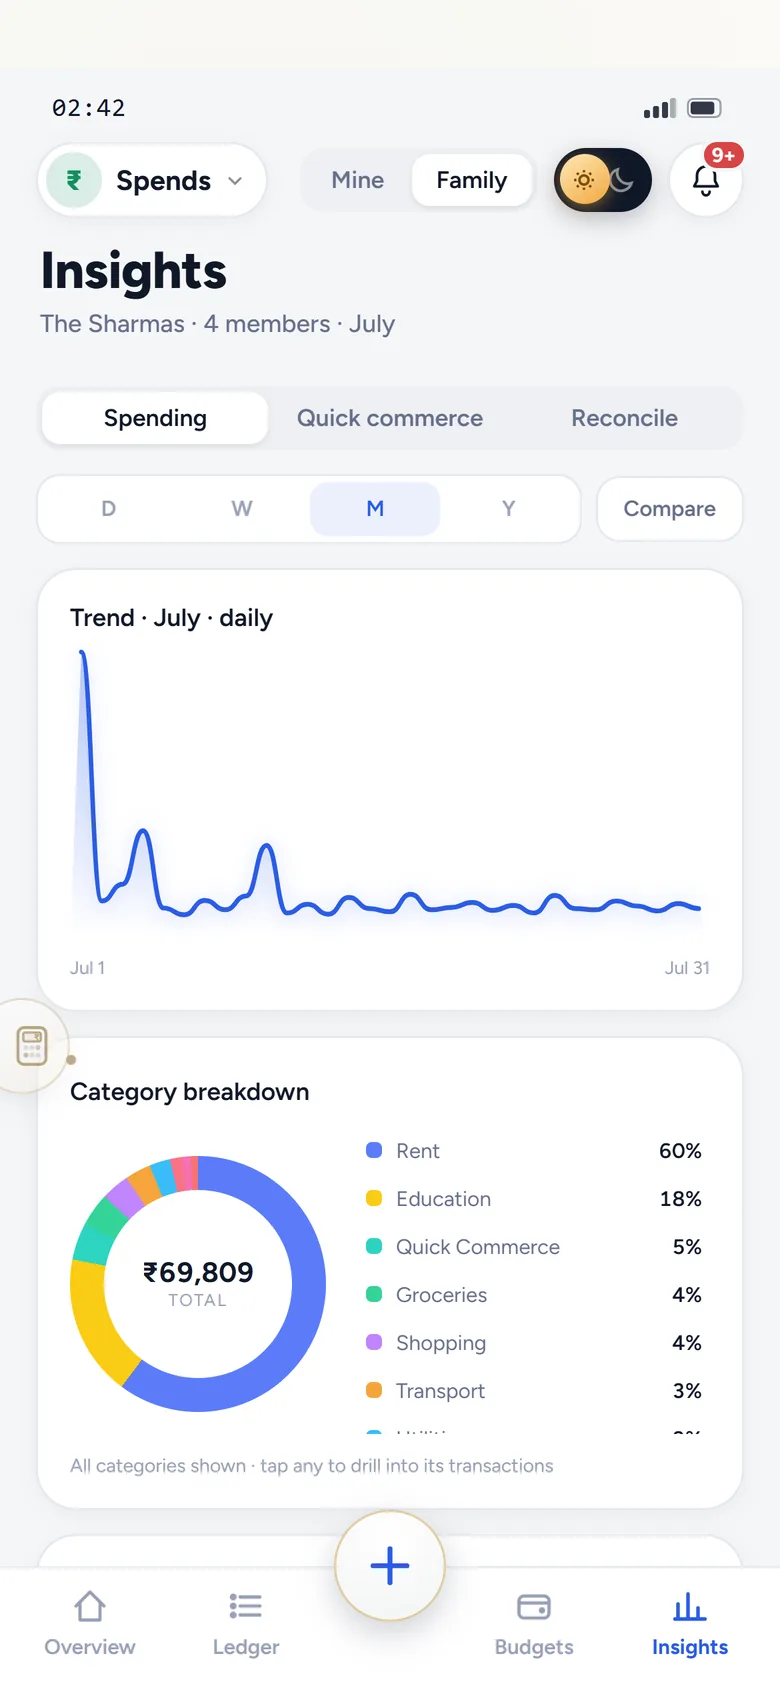 02:42
₹ Spends
Mine Family
9+
Insights
The Sharmas · 4 members · July
Spending Quick commerce Reconcile
D W M Y Compare
Trend · July · daily
Jul 1 Jul 31
Category breakdown
Rent 60%
Education 18%
Quick Commerce 5%
Groceries 4%
Shopping 4%
Transport 3%
₹69,809
TOTAL
All categories shown · tap any to drill into its transactions
Overview Ledger Budgets Insights